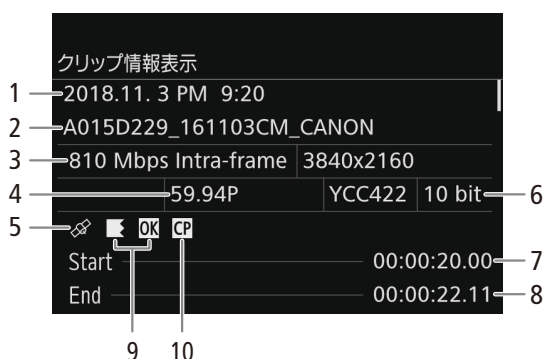 クリップ情報表示
1 2018.11. 3 PM 9:20
2 A015D229_161103CM_CANON
3 810 Mbps Intra-frame 3840x2160
4 59.94P YCC422 10 bit 6
5 OK CP
Start 00:00:20.00 7
End 00:00:22.11 8
9 10